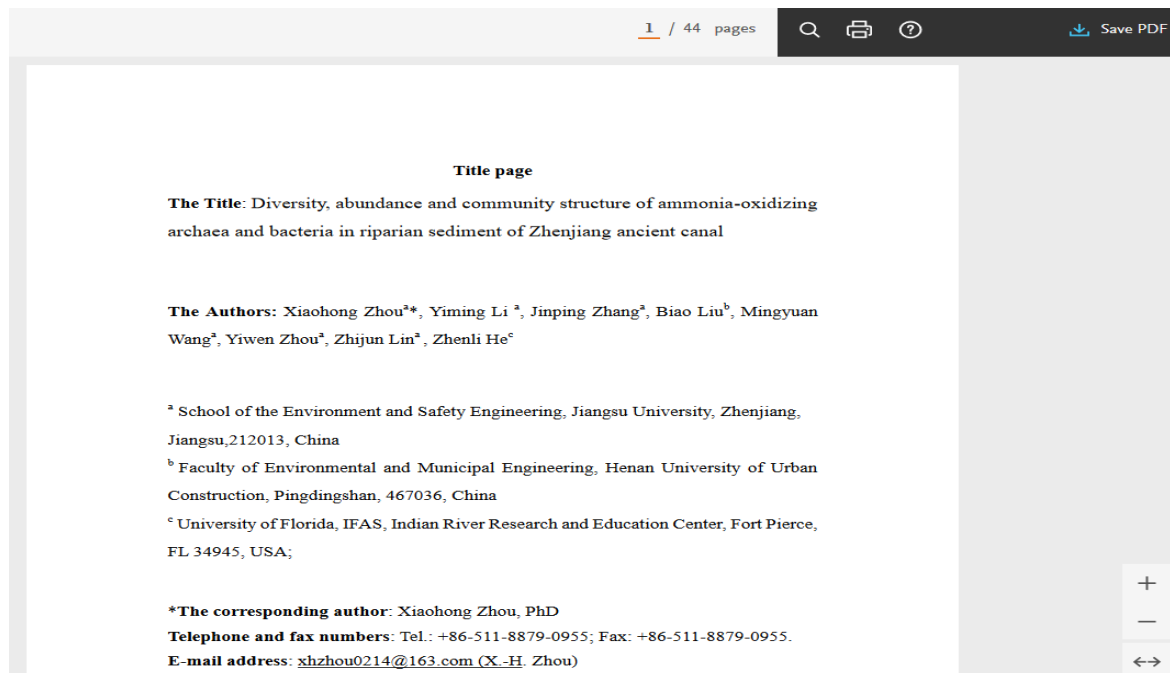 1 / 44 pages
Save PDF
Title page
The Title: Diversity, abundance and community structure of ammonia-oxidizing
archaea and bacteria in riparian sediment of Zhenjiang ancient canal
The Authors: Xiaohong Zhouᵃ*, Yiming Li ᵃ, Jinping Zhangᵃ, Biao Liuᵇ, Mingyuan
Wangᵃ, Yiwen Zhouᵃ, Zhijun Linᵃ , Zhenli Heᶜ
ᵃ School of the Environment and Safety Engineering, Jiangsu University, Zhenjiang,
Jiangsu,212013, China
ᵇ Faculty of Environmental and Municipal Engineering, Henan University of Urban
Construction, Pingdingshan, 467036, China
ᶜ University of Florida, IFAS, Indian River Research and Education Center, Fort Pierce,
FL 34945, USA;
*The corresponding author: Xiaohong Zhou, PhD
Telephone and fax numbers: Tel.: +86-511-8879-0955; Fax: +86-511-8879-0955.
E-mail address: xhzhou0214@163.com (X.-H. Zhou)